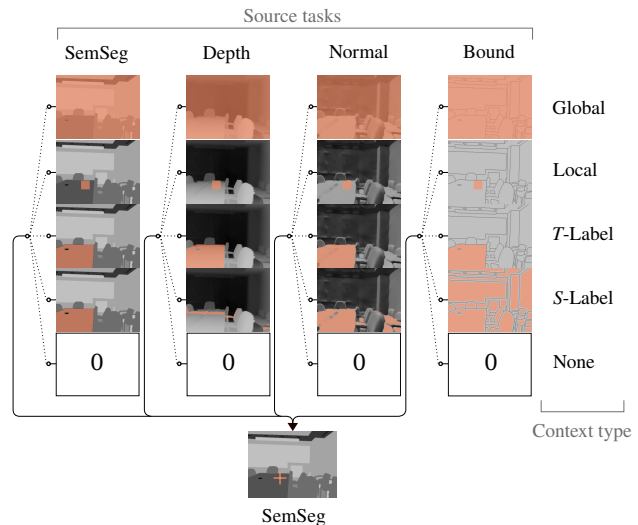 Source tasks
SemSeg Depth Normal Bound
Global
Local
T-Label
S-Label
0 0 0 0 None
Context type
SemSeg